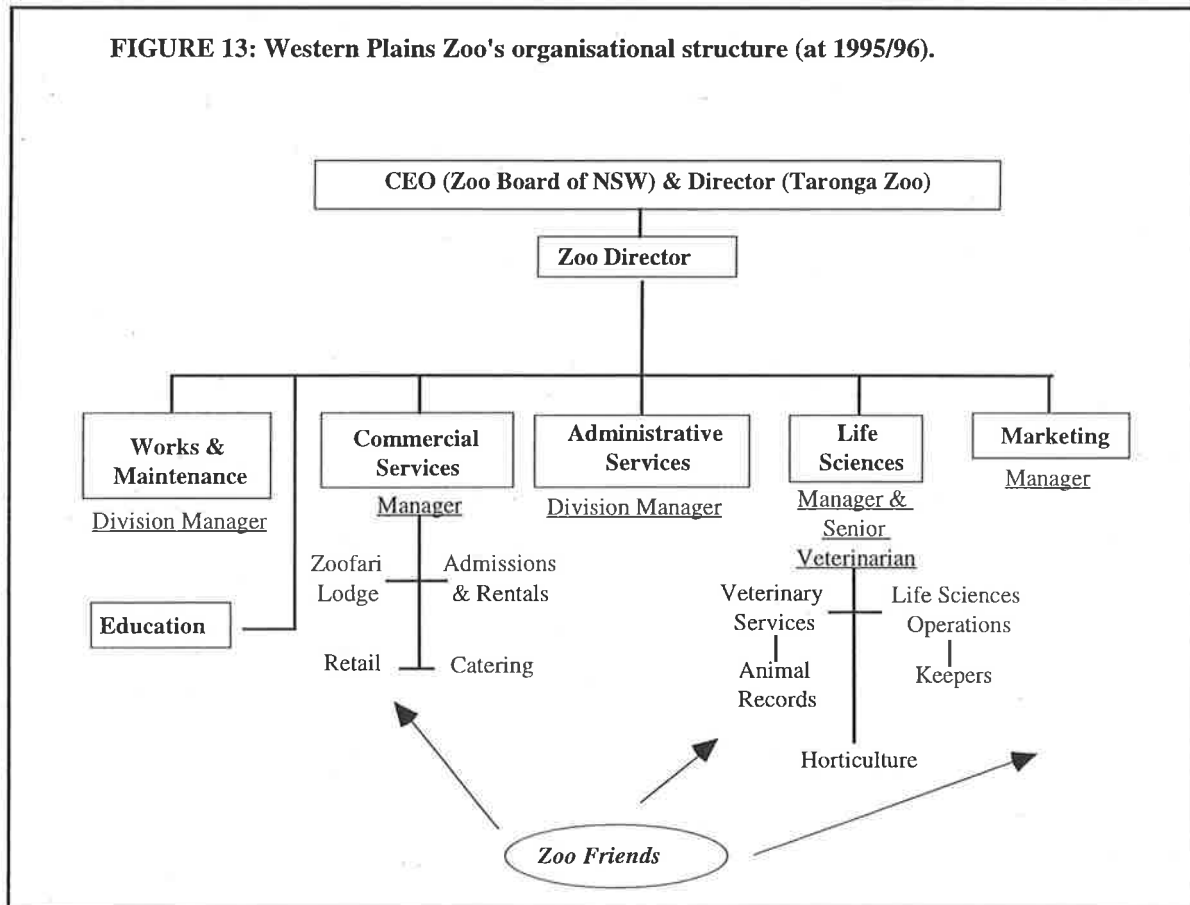 FIGURE 13: Western Plains Zoo's organisational structure (at 1995/96).
CEO (Zoo Board of NSW) & Director (Taronga Zoo)
Zoo Director
Works &
Maintenance
Division Manager
Education
Commercial
Services
Manager
Zoofari
Lodge
Admissions
& Rentals
Retail
Catering
Administrative
Services
Division Manager
Life
Sciences
Manager &
Senior
Veterinarian
Veterinary
Services
Animal
Records
Life Sciences
Operations
Keepers
Horticulture
Marketing
Manager
Zoo Friends